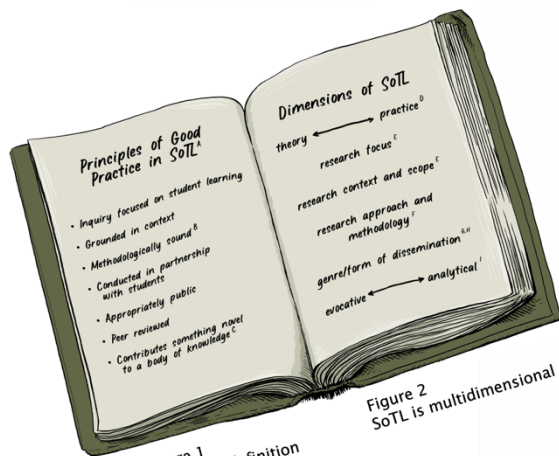 Principles of Good
Practice in SoTL^A
• Inquiry focused on student learning
• Grounded in context
• Methodologically sound^B
• Conducted in partnership
with students
• Appropriately public
• Peer reviewed
• Contributes something novel
to a body of knowledge^C
Dimensions of SoTL
theory ⟷ practice^D
research focus^E
research context and scope^E
research approach and
methodology^F
genre/form of dissemination^G,H
evocative ⟷ analytical^I
Figure 2
SoTL is multidimensional